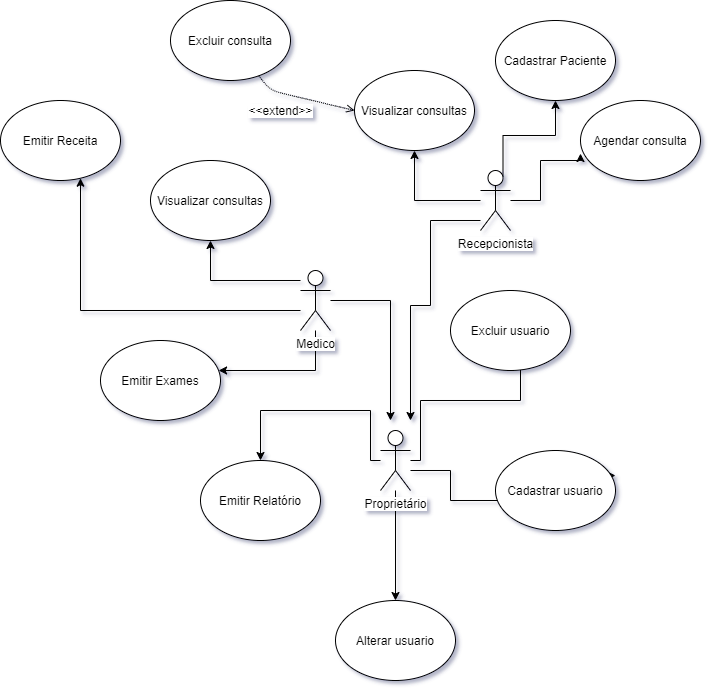 Excluir consulta
Cadastrar Paciente
<<extend>>
Visualizar consultas
Emitir Receita
Agendar consulta
Visualizar consultas
Recepcionista
Excluir usuario
Medico
Emitir Exames
Emitir Relatório
Proprietário
Cadastrar usuario
Alterar usuario